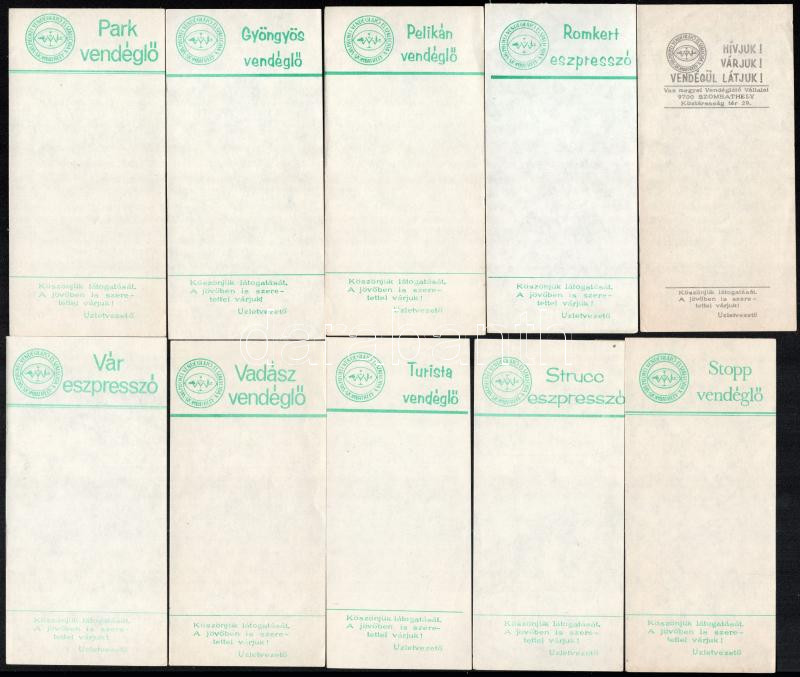 Park
vendéglő
Köszönjük látogatását.
A jövőben is szere-
tettel várjuk!
Üzletvezető
Gyöngyös
vendéglő
Köszönjük látogatását.
A jövőben is szere-
tettel várjuk!
Üzletvezető
Pelikán
vendéglő
Köszönjük látogatását.
A jövőben is szere-
tettel várjuk!
Üzletvezető
Romkert
eszpresszó
Köszönjük látogatását.
A jövőben is szere-
tettel várjuk!
Üzletvezető
HÍVJUK!
VÁRJUK!
VENDÉGÜL LÁTJUK!
Vas megyei Vendéglátó Vállalat
9700 SZOMBATHELY
Köztársaság tér 29.
Köszönjük látogatását.
A jövőben is szere-
tettel várjuk!
Üzletvezető
Vár
eszpresszó
Köszönjük látogatását.
A jövőben is szere-
tettel várjuk!
Üzletvezető
Vadász
vendéglő
Köszönjük látogatását.
A jövőben is szere-
tettel várjuk!
Üzletvezető
Turista
vendéglő
Köszönjük látogatását.
A jövőben is szere-
tettel várjuk!
Üzletvezető
Strucc
eszpresszó
Köszönjük látogatását.
A jövőben is szere-
tettel várjuk!
Üzletvezető
Stopp
vendéglő
Köszönjük látogatását.
A jövőben is szere-
tettel várjuk!
Üzletvezető